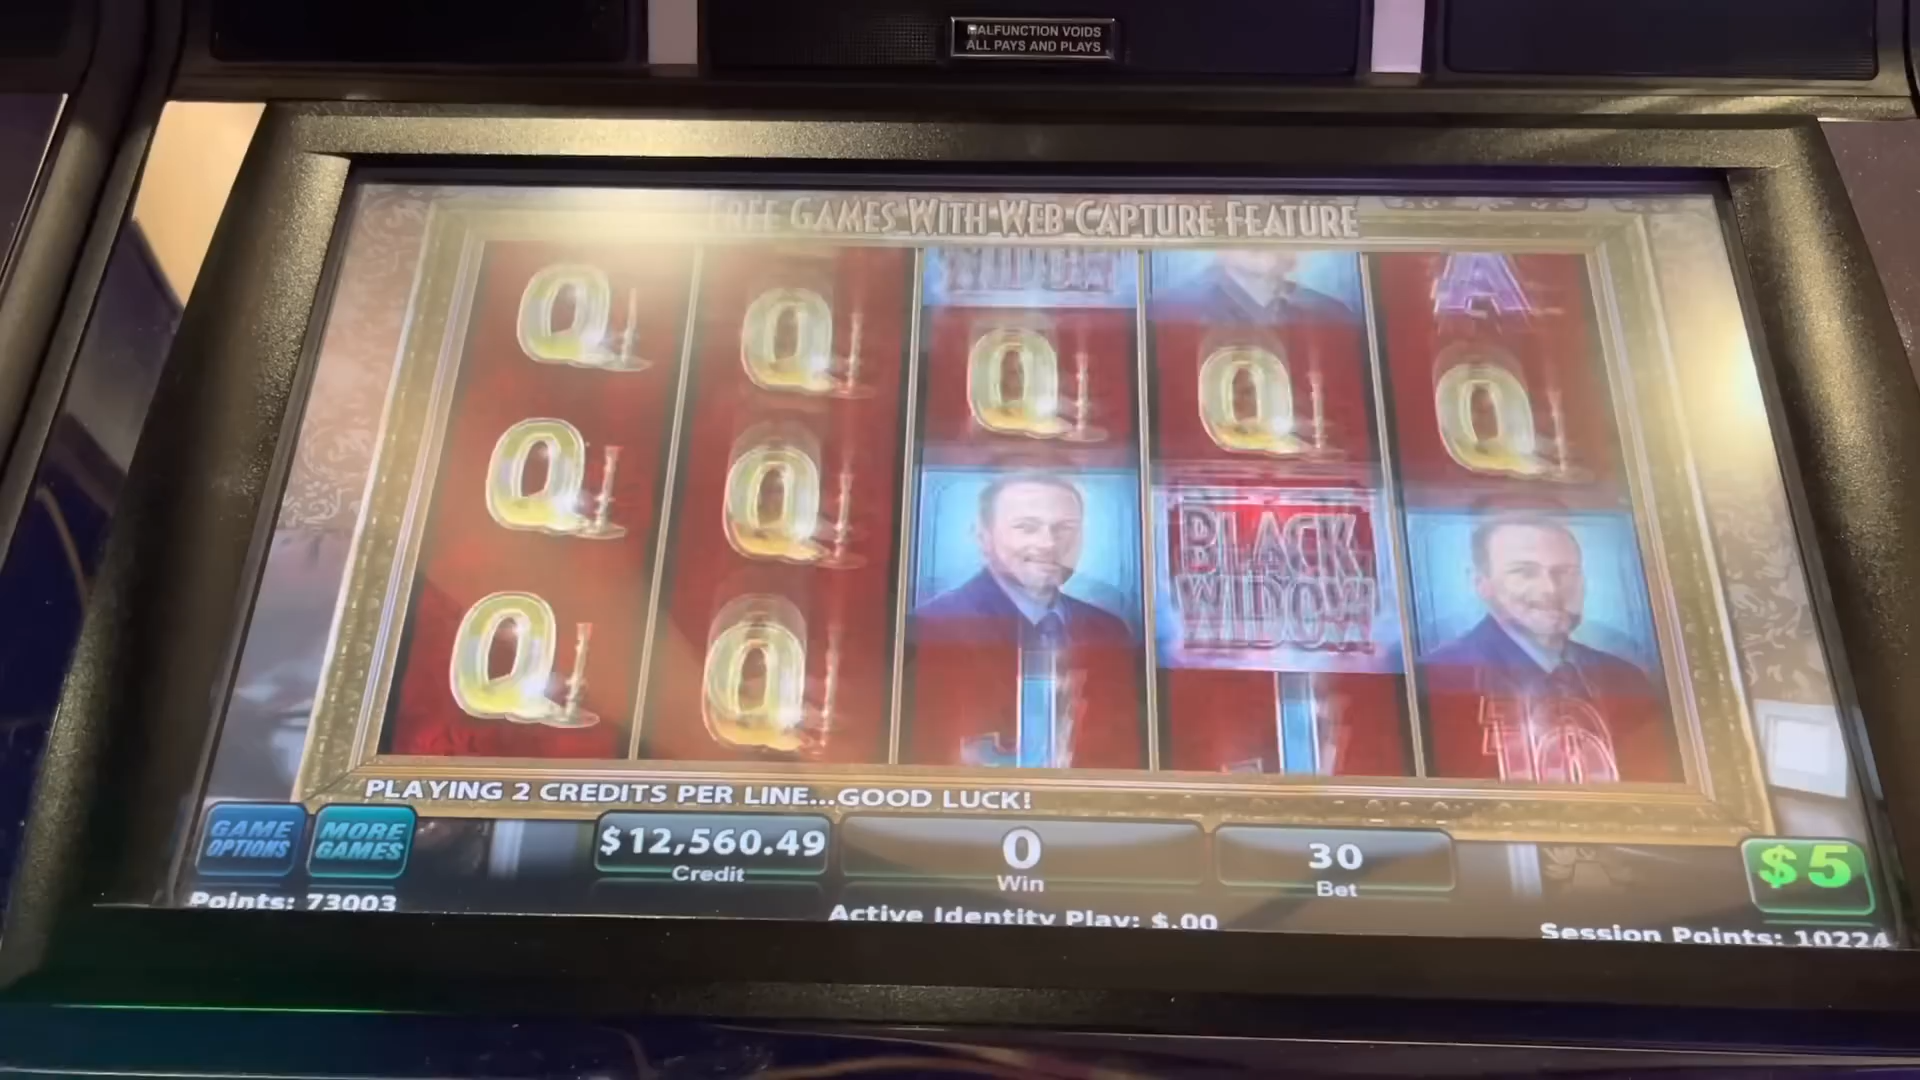 MALFUNCTION VOIDS
ALL PAYS AND PLAYS
FREE GAMES WITH WEB CAPTURE FEATURE
WIDOW
A
Q Q Q Q Q
Q Q
BLACK
WIDOW
Q Q
J J 10
PLAYING 2 CREDITS PER LINE...GOOD LUCK!
GAME
OPTIONS
MORE
GAMES
$12,560.49
Credit
0
Win
30
Bet
$5
Points: 73003
Active Identity Play: $.00
Session Points: 10224